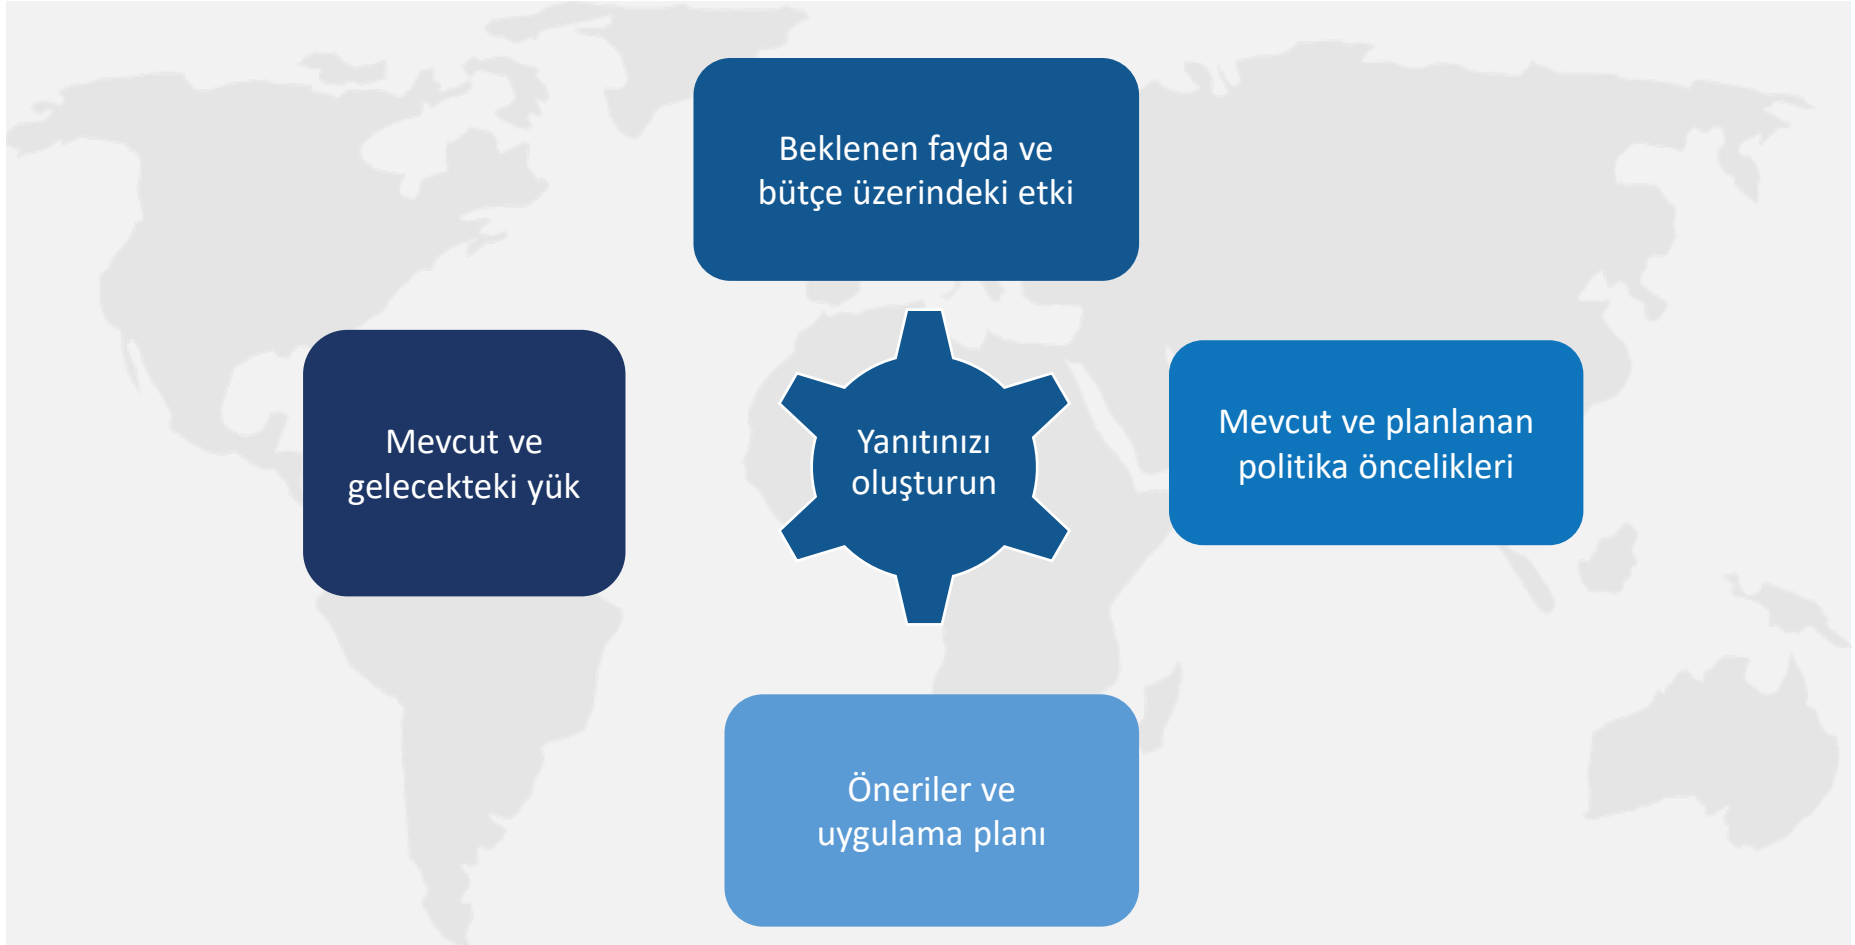 Beklenen fayda ve
bütçe üzerindeki etki
Mevcut ve
gelecekteki yük
Yanıtınızı
oluşturun
Mevcut ve planlanan
politika öncelikleri
Öneriler ve
uygulama planı